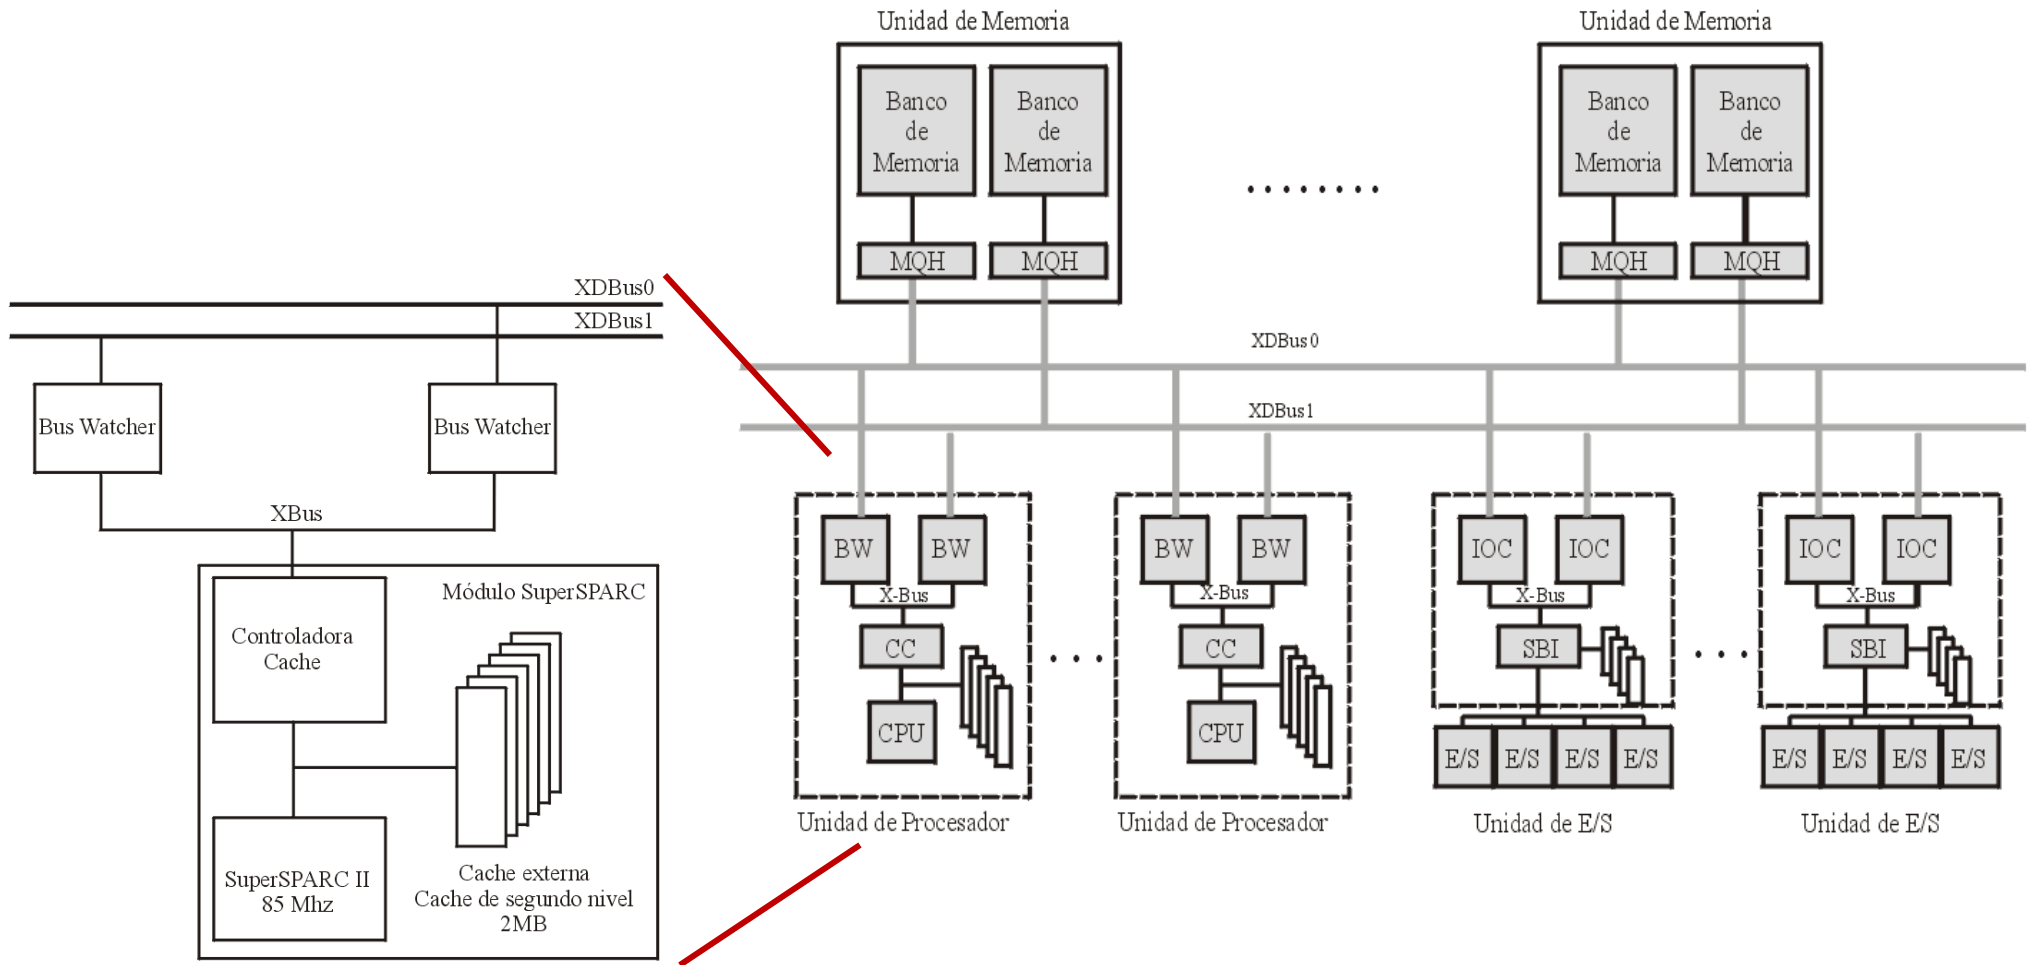 XDBus0
XDBus1
Bus Watcher
Bus Watcher
XBus
Módulo SuperSPARC
Controladora
Cache
SuperSPARC II
85 Mhz
Cache externa
Cache de segundo nivel
2MB
Unidad de Memoria
Unidad de Memoria
Banco
de
Memoria
Banco
de
Memoria
Banco
de
Memoria
Banco
de
Memoria
MQH
MQH
MQH
MQH
XDBus0
XDBus1
BW
BW
X-Bus
CC
CPU
Unidad de Procesador
BW
BW
X-Bus
CC
CPU
Unidad de Procesador
IOC
IOC
X-Bus
SBI
E/S
E/S
E/S
E/S
Unidad de E/S
IOC
IOC
X-Bus
SBI
E/S
E/S
E/S
E/S
Unidad de E/S